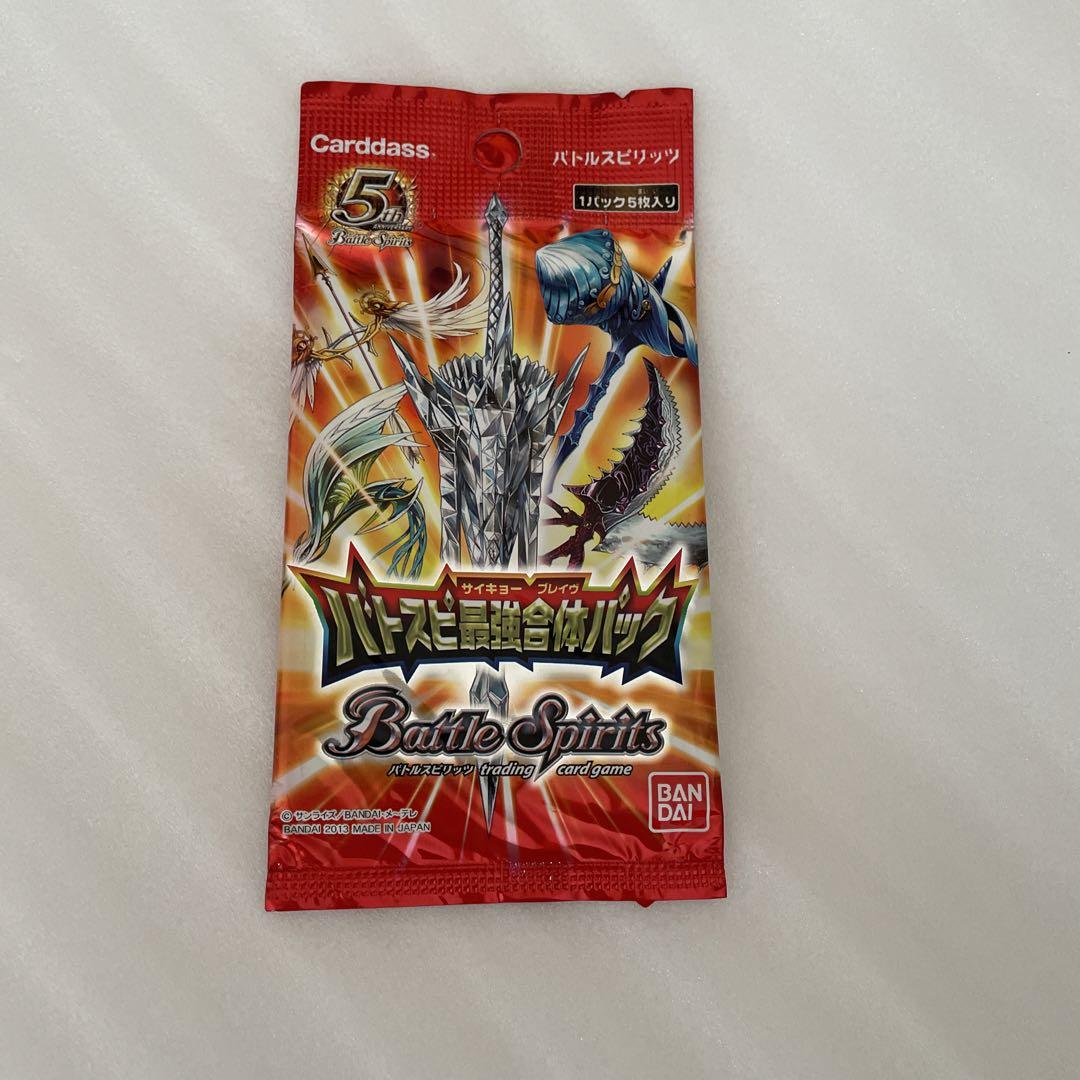 Carddass
バトルスピリッツ
5th
ANNIVERSARY
Battle Spirits
1パック5枚入り
サイキョー ブレイヴ
バトスピ最強合体パック
Battle Spirits
バトルスピリッツ trading card game
© サンライズ/BANDAI・メ〜テレ
BANDAI 2013 MADE IN JAPAN
BAN
DAI